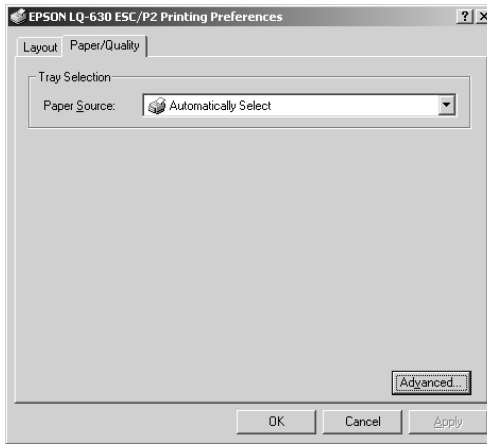 EPSON LQ-630 ESC/P2 Printing Preferences
Layout Paper/Quality
Tray Selection
Paper Source: Automatically Select
Advanced...
OK Cancel Apply